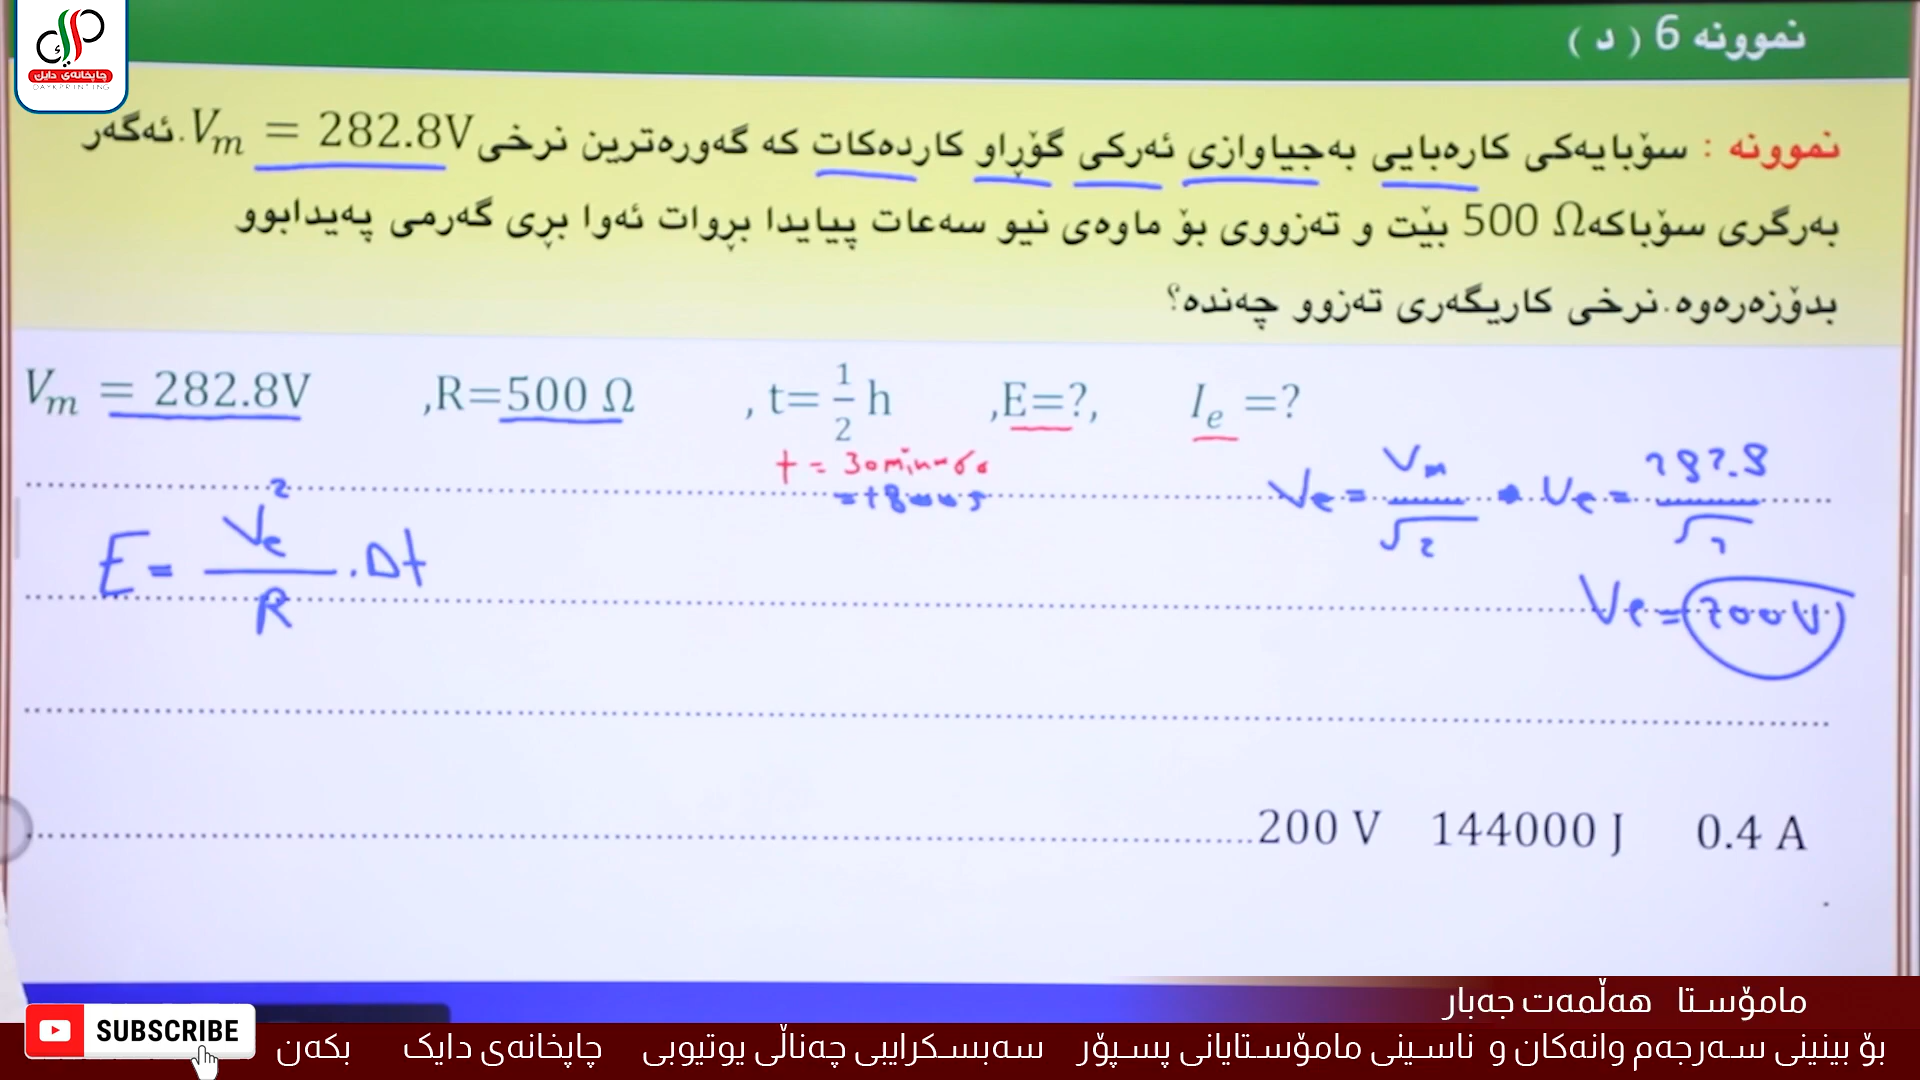 چاپخانەی دایک
DAYKPRINTING
نموونە 6 ( د )
نموونە : سۆبایەکی کارەبایی بەجیاوازی ئەرکی گۆڕاو کاردەکات کە گەورەترین نرخی Vm = 282.8V.ئەگەر
بەرگری سۆباکە 500 Ω بێت و تەزووی بۆ ماوەی نیو سەعات پیایدا بڕوات ئەوا بڕی گەرمی پەیدابوو
بدۆزەرەوە.نرخی کاریگەری تەزوو چەندە؟
Vm = 282.8V ,R=500 Ω , t= 1/2 h ,E=?, Ie =?
t = 30min
Ve = Vm/√2 • Ve = 282.8/√2
E = Ve²/R . Δt
Ve = 200V
200 V 144000 J 0.4 A
مامۆستا هەڵمەت جەبار
SUBSCRIBE
بۆ بینینی سەرجەم وانەکان و ناسینی مامۆستایانی پسپۆر سەبسکرایبی چەناڵی یوتیوبی چاپخانەی دایک بکەن